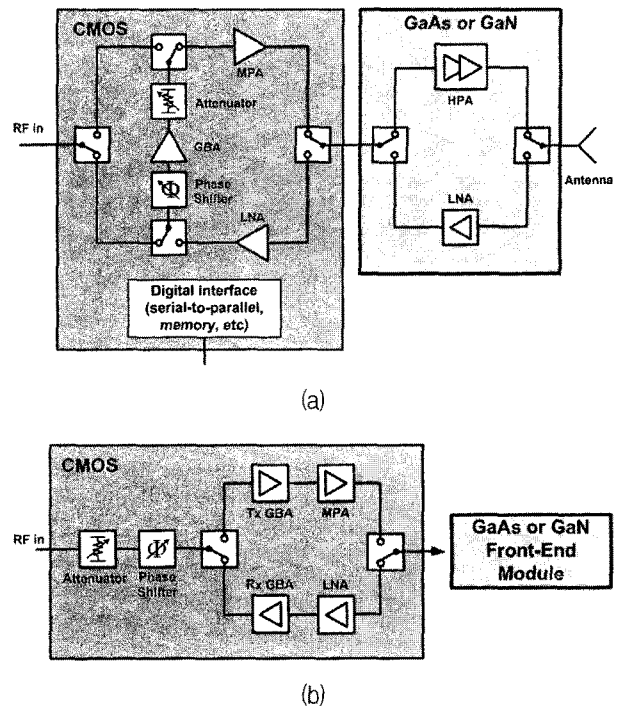 CMOS
GaAs or GaN
MPA
HPA
Attenuator
RF in
GBA
Antenna
Phase
Shifter
LNA
LNA
Digital interface
(serial-to-parallel,
memory, etc)
(a)
CMOS
Tx GBA
MPA
RF in
GaAs or GaN
Front-End
Module
Attenuator
Phase
Shifter
Rx GBA
LNA
(b)